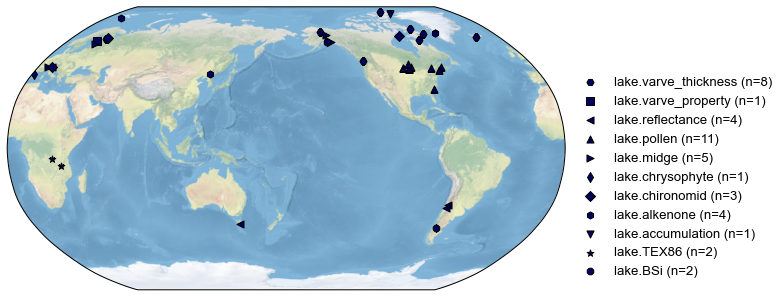 lake.varve_thickness (n=8)
lake.varve_property (n=1)
lake.reflectance (n=4)
lake.pollen (n=11)
lake.midge (n=5)
lake.chrysophyte (n=1)
lake.chironomid (n=3)
lake.alkenone (n=4)
lake.accumulation (n=1)
lake.TEX86 (n=2)
lake.BSi (n=2)